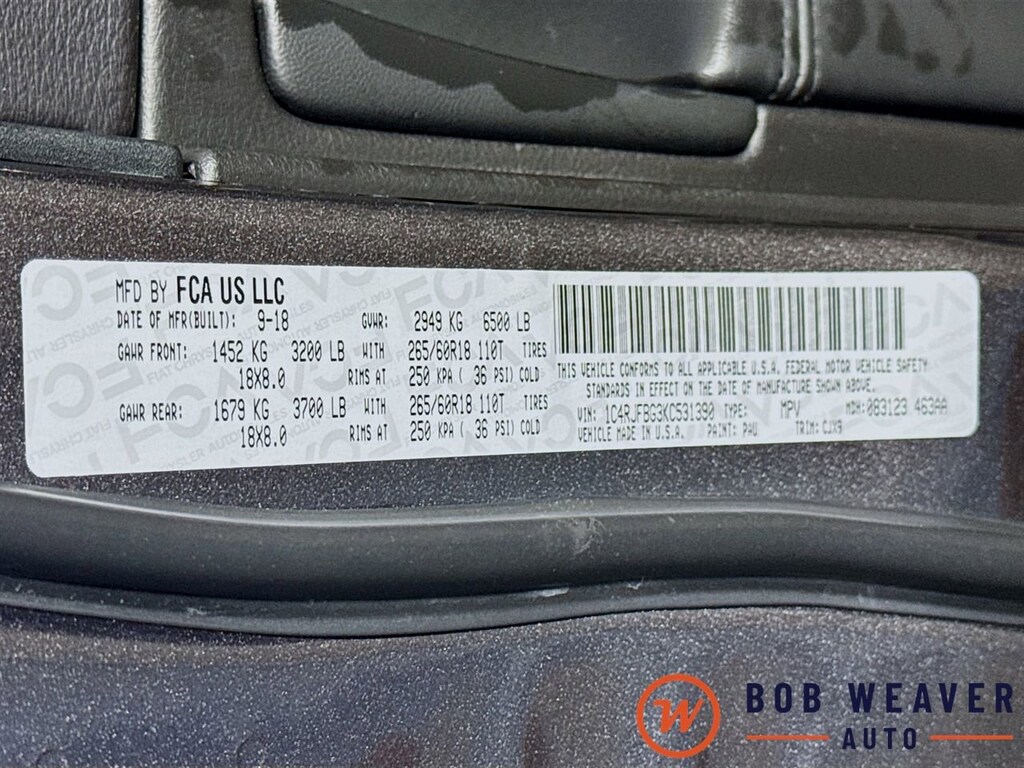 MFD BY FCA US LLC
DATE OF MFR(BUILT): 9-18 GVWR: 2949 KG 6500 LB
GAWR FRONT: 1452 KG 3200 LB WITH 265/60R18 110T TIRES
18X8.0 RIMS AT 250 KPA ( 36 PSI) COLD
GAWR REAR: 1679 KG 3700 LB WITH 265/60R18 110T TIRES
18X8.0 RIMS AT 250 KPA ( 36 PSI) COLD
THIS VEHICLE CONFORMS TO ALL APPLICABLE U.S.A. FEDERAL MOTOR VEHICLE SAFETY
STANDARDS IN EFFECT ON THE DATE OF MANUFACTURE SHOWN ABOVE.
VIN: 1C4RJFBG3KC531390 TYPE: MPV MDH: 083123 463AA
VEHICLE MADE IN U.S.A. PAINT: PAU TRIM: CJX9
W BOB WEAVER
AUTO